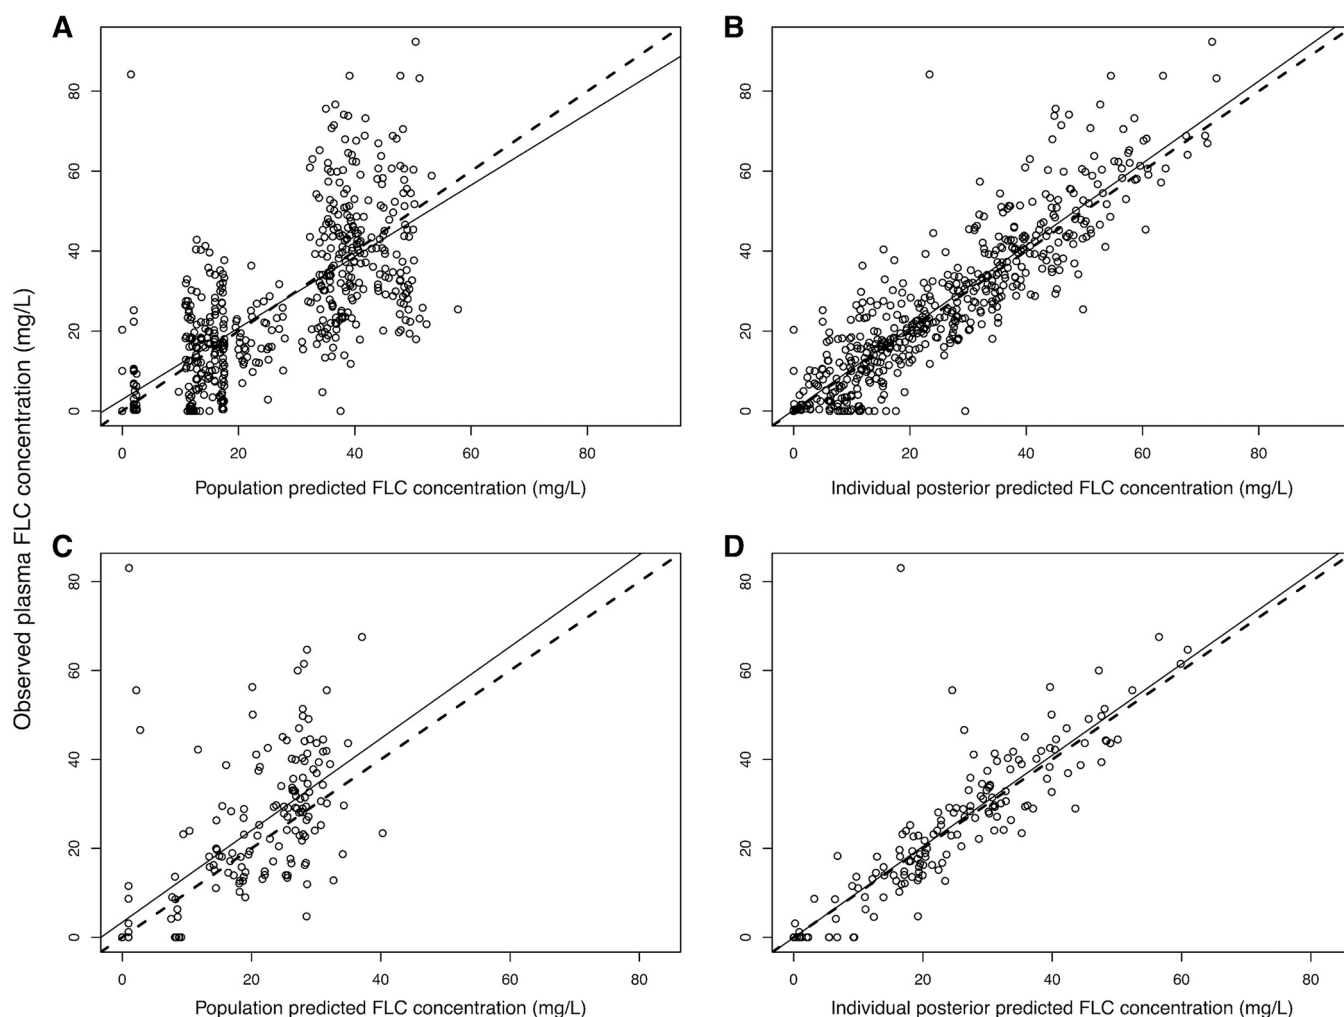 A
B
80
60
40
20
0
0 20 40 60 80
Population predicted FLC concentration (mg/L)
80
60
40
20
0
0 20 40 60 80
Individual posterior predicted FLC concentration (mg/L)
Observed plasma FLC concentration (mg/L)
C
D
80
60
40
20
0
0 20 40 60 80
Population predicted FLC concentration (mg/L)
80
60
40
20
0
0 20 40 60 80
Individual posterior predicted FLC concentration (mg/L)